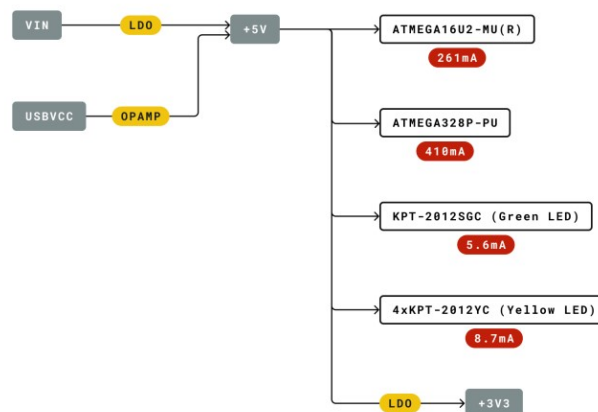 VIN
LDO
+5V
ATMEGA16U2-MU(R)
261mA
USBVCC
OPAMP
ATMEGA328P-PU
410mA
KPT-2012SGC (Green LED)
5.6mA
4xKPT-2012YC (Yellow LED)
8.7mA
LDO
+3V3